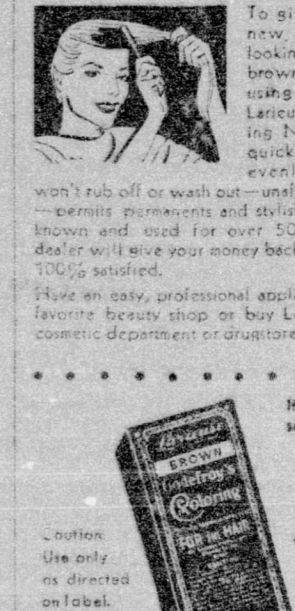 To gi
new,
lookin
brown
using
Laricu
ing N
quick
evenl
won't rub off or wash out—unaf
—permits permanents and stylis
known and used for over 50
dealer will give your money back
100% satisfied.
Have an easy, professional appl
favorite beauty shop or buy L
cosmetic department or drugstore
Larieuse
BROWN
Godefroy's
Coloring
FOR THE HAIR
Caution
Use only
as directed
on label.